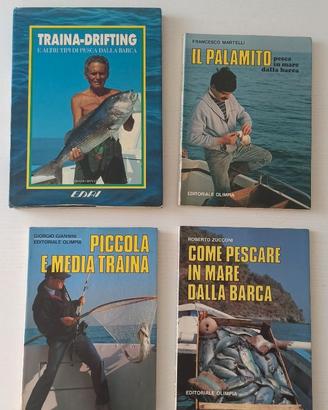 TRAINA-DRIFTING
E ALTRI TIPI DI PESCA DALLA BARCA
EDAI
FRANCESCO MARTELLI
IL PALAMITO pesca
in mare
dalla barca
EDITORIALE OLIMPIA
GIORGIO GIANNINI
EDITORIALE OLIMPIA
PICCOLA
E MEDIA TRAINA
ROBERTO ZUCCONI
COME PESCARE
IN MARE
DALLA BARCA
EDITORIALE OLIMPIA